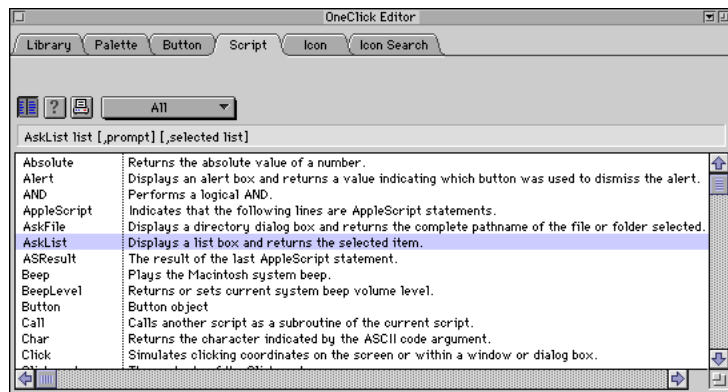 OneClick Editor
Library Palette Button Script Icon Icon Search
? All
AskList list [,prompt] [,selected list]
Absolute Returns the absolute value of a number.
Alert Displays an alert box and returns a value indicating which button was used to dismiss the alert.
AND Performs a logical AND.
AppleScript Indicates that the following lines are AppleScript statements.
AskFile Displays a directory dialog box and returns the complete pathname of the file or folder selected.
AskList Displays a list box and returns the selected item.
ASResult The result of the last AppleScript statement.
Beep Plays the Macintosh system beep.
BeepLevel Returns or sets current system beep volume level.
Button Button object
Call Calls another script as a subroutine of the current script.
Char Returns the character indicated by the ASCII code argument.
Click Simulates clicking coordinates on the screen or within a window or dialog box.